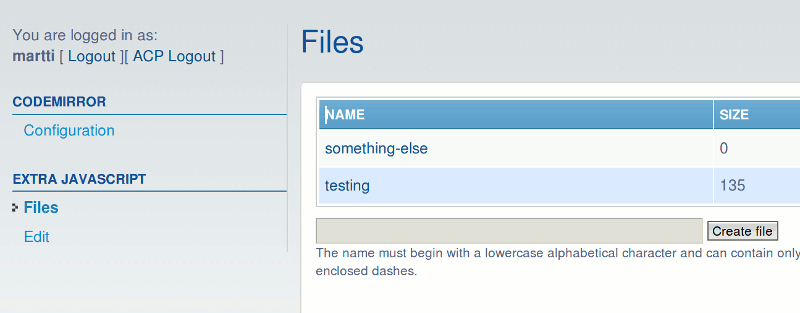 You are logged in as:
martti [ Logout ][ ACP Logout ]
CODEMIRROR
Configuration
EXTRA JAVASCRIPT
Files
Edit
Files
NAME SIZE
something-else 0
testing 135
Create file
The name must begin with a lowercase alphabetical character and can contain only
enclosed dashes.